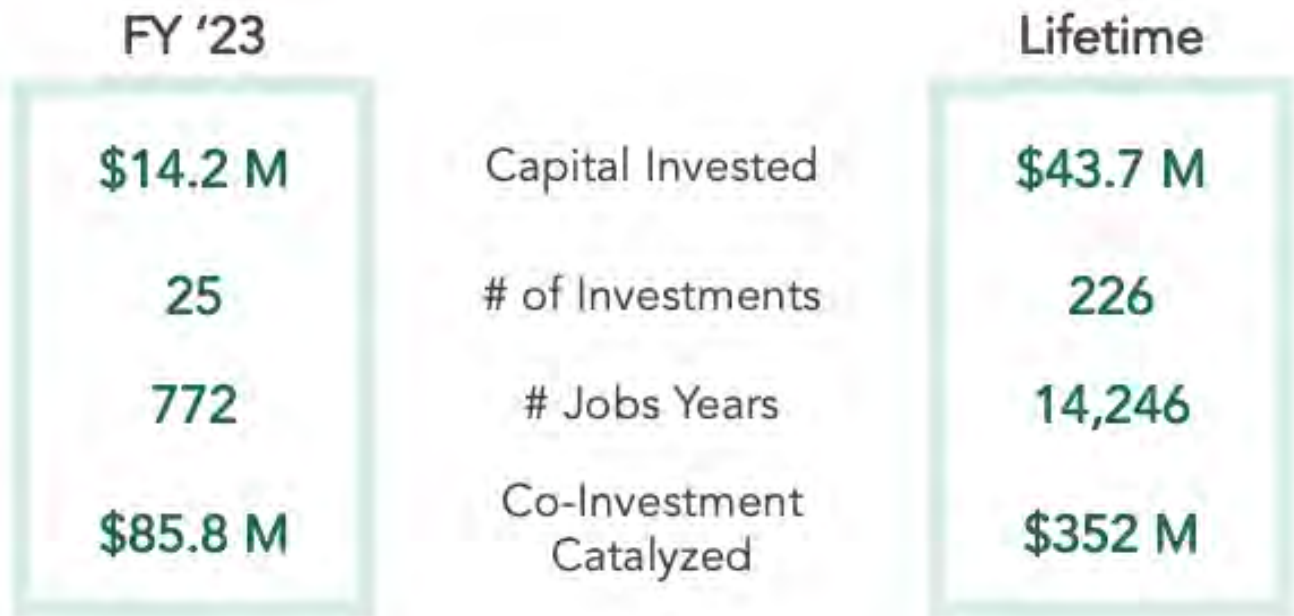 FY ‘23 Lifetime
$14.2 M Capital Invested $43.7 M
25 # of Investments 226
772 # Jobs Years 14,246
$85.8 M Co-Investment Catalyzed $352 M